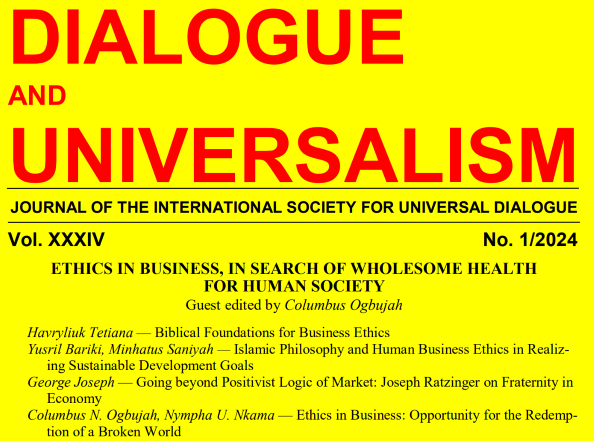 DIALOGUE
AND
UNIVERSALISM
JOURNAL OF THE INTERNATIONAL SOCIETY FOR UNIVERSAL DIALOGUE
Vol. XXXIV No. 1/2024
ETHICS IN BUSINESS, IN SEARCH OF WHOLESOME HEALTH
FOR HUMAN SOCIETY
Guest edited by Columbus Ogbujah
Havryliuk Tetiana — Biblical Foundations for Business Ethics
Yusril Bariki, Minhatus Saniyah — Islamic Philosophy and Human Business Ethics in Realiz-
ing Sustainable Development Goals
George Joseph — Going beyond Positivist Logic of Market: Joseph Ratzinger on Fraternity in
Economy
Columbus N. Ogbujah, Nympha U. Nkama — Ethics in Business: Opportunity for the Redemp-
tion of a Broken World